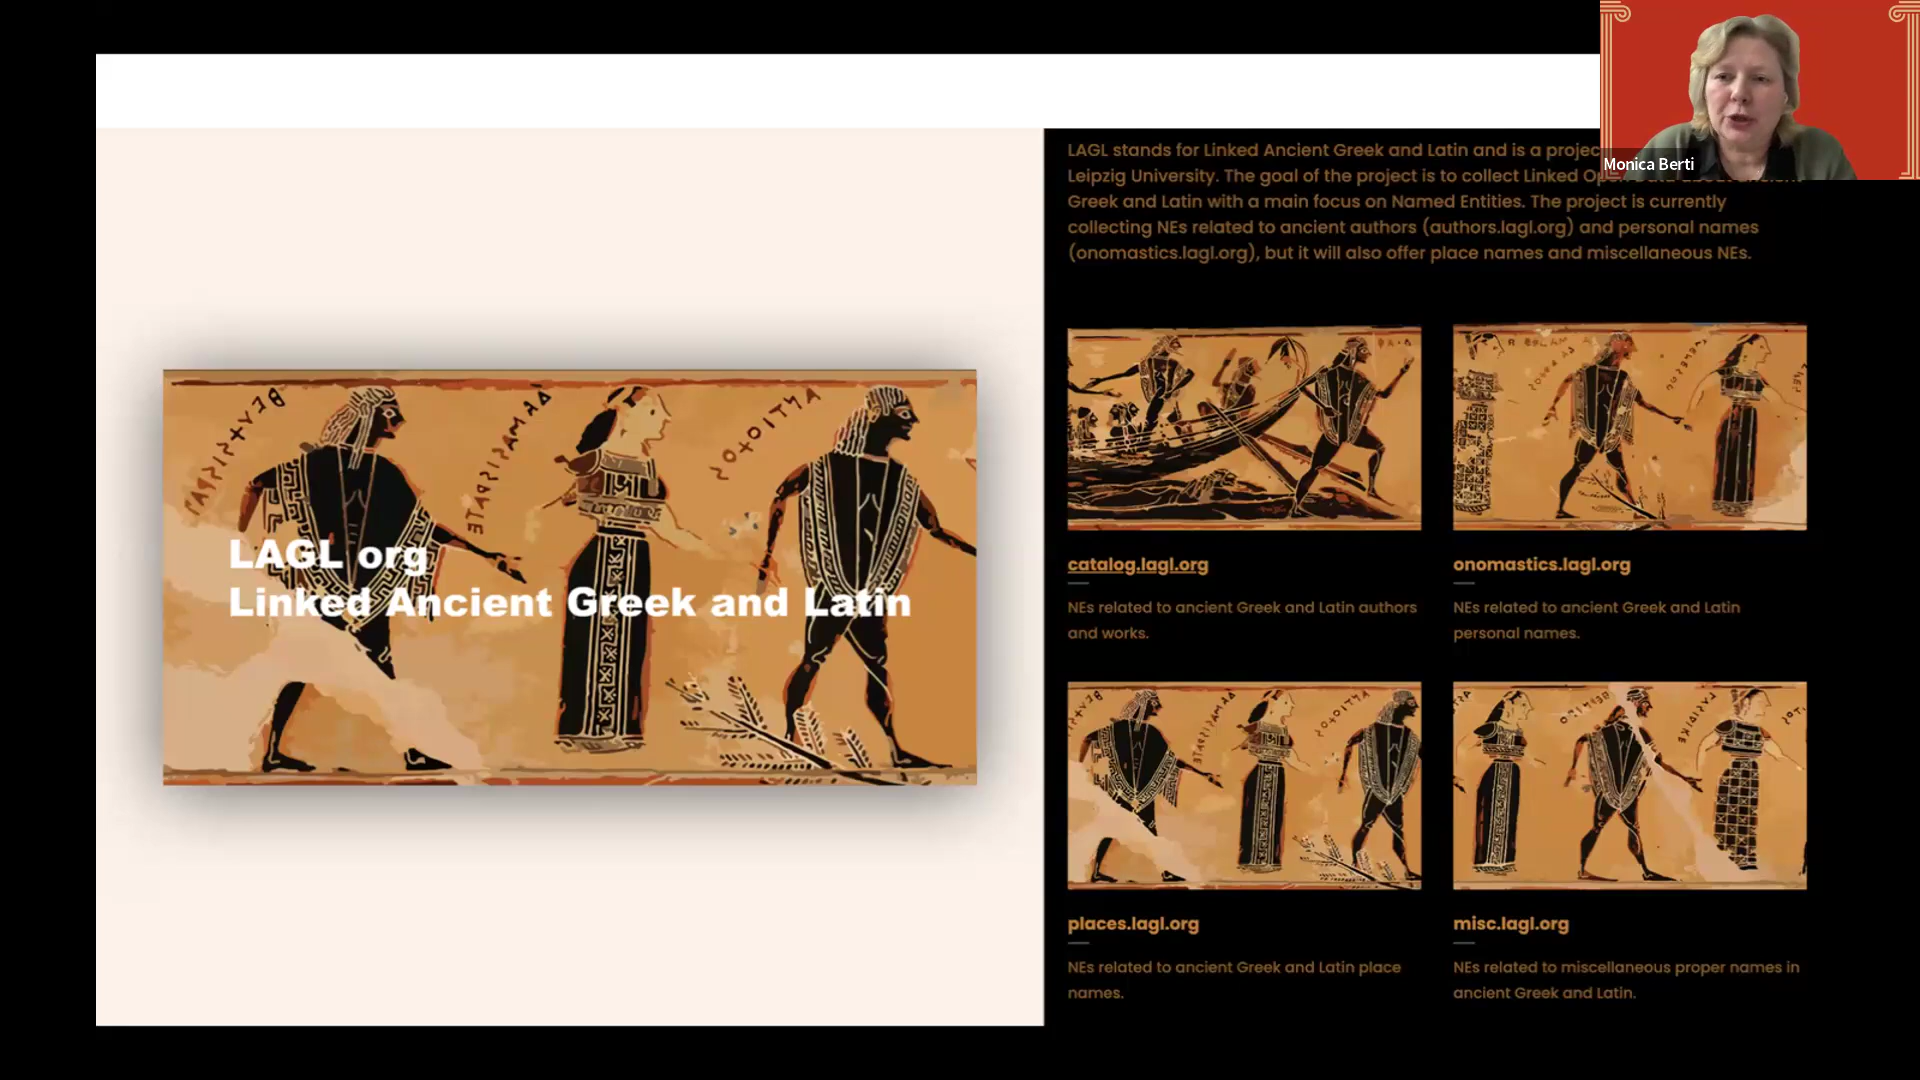 LAGL org
Linked Ancient Greek and Latin
LAGL stands for Linked Ancient Greek and Latin and is a
Leipzig University. The goal of the project is to collect Linked
Greek and Latin with a main focus on Named Entities. The project is currently
collecting NEs related to ancient authors (authors.lagl.org) and personal names
(onomastics.lagl.org), but it will also offer place names and miscellaneous NEs.
catalog.lagl.org
NEs related to ancient Greek and Latin authors
and works.
onomastics.lagl.org
NEs related to ancient Greek and Latin
personal names.
places.lagl.org
NEs related to ancient Greek and Latin place
names.
misc.lagl.org
NEs related to miscellaneous proper names in
ancient Greek and Latin.
Monica Berti